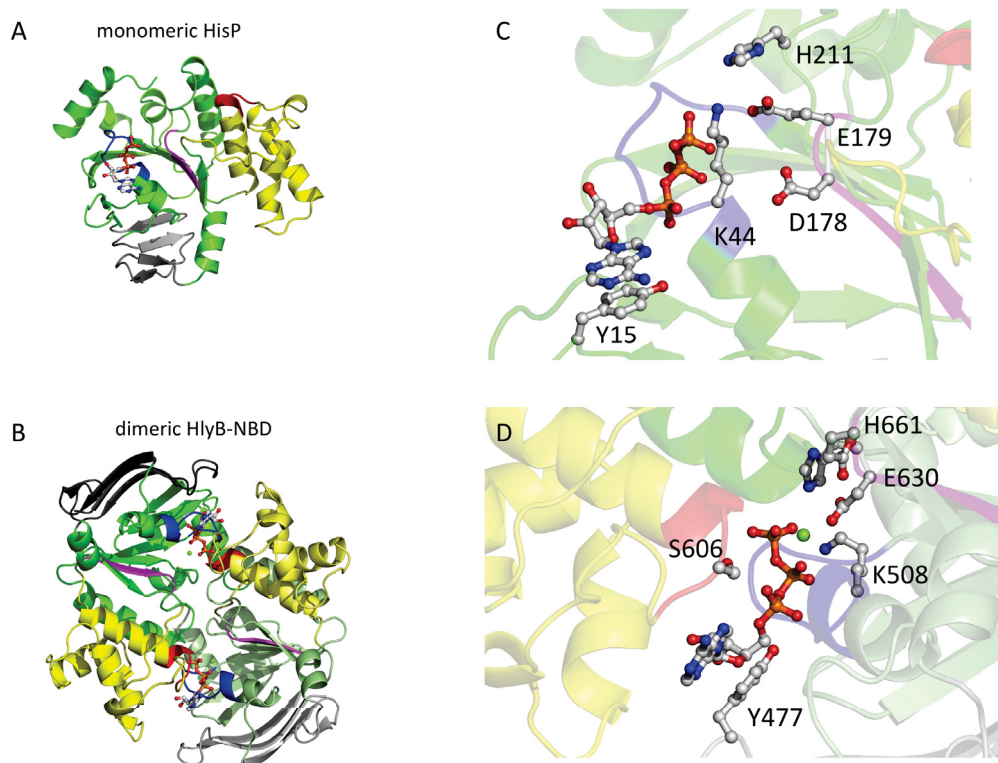 A
monomeric HisP
C
H211
E179
D178
K44
Y15
B
dimeric HlyB-NBD
D
H661
E630
S606
K508
Y477